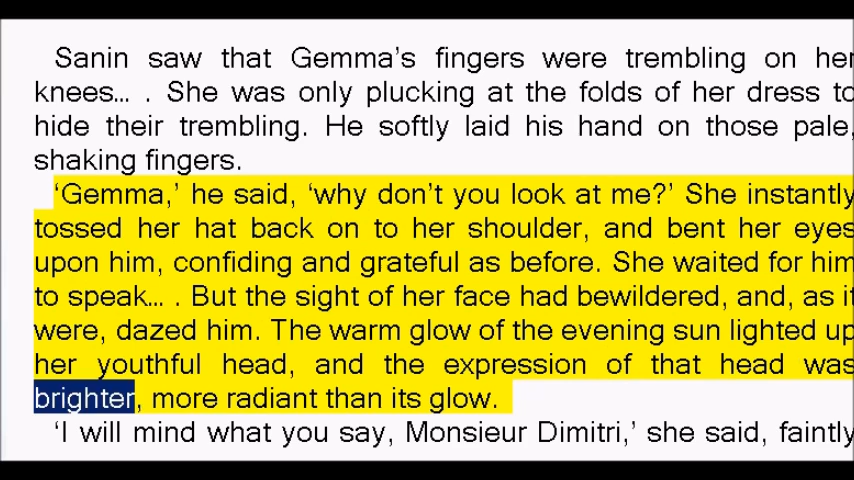 Sanin saw that Gemma’s fingers were trembling on her
knees… . She was only plucking at the folds of her dress to
hide their trembling. He softly laid his hand on those pale,
shaking fingers.
‘Gemma,’ he said, ‘why don’t you look at me?’ She instantly
tossed her hat back on to her shoulder, and bent her eyes
upon him, confiding and grateful as before. She waited for him
to speak… . But the sight of her face had bewildered, and, as it
were, dazed him. The warm glow of the evening sun lighted up
her youthful head, and the expression of that head was
brighter, more radiant than its glow.
‘I will mind what you say, Monsieur Dimitri,’ she said, faintly